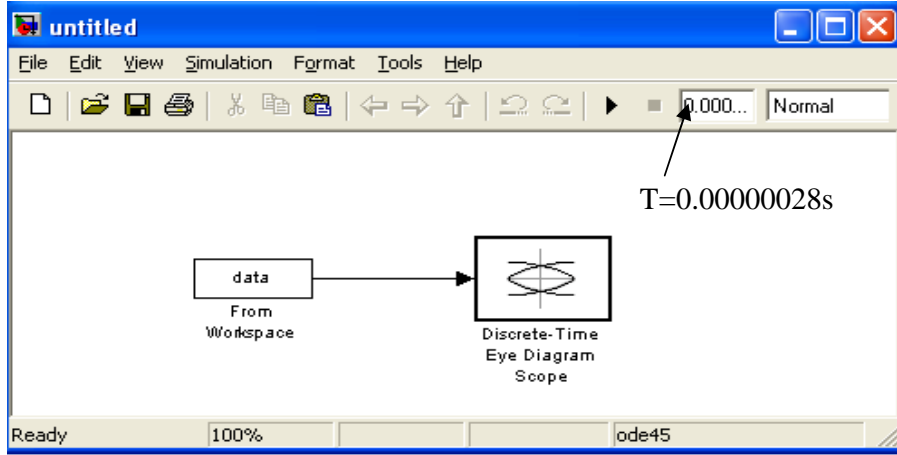 untitled
File Edit View Simulation Format Tools Help
0.000... Normal
T=0.00000028s
data
From
Workspace
Discrete-Time
Eye Diagram
Scope
Ready 100% ode45